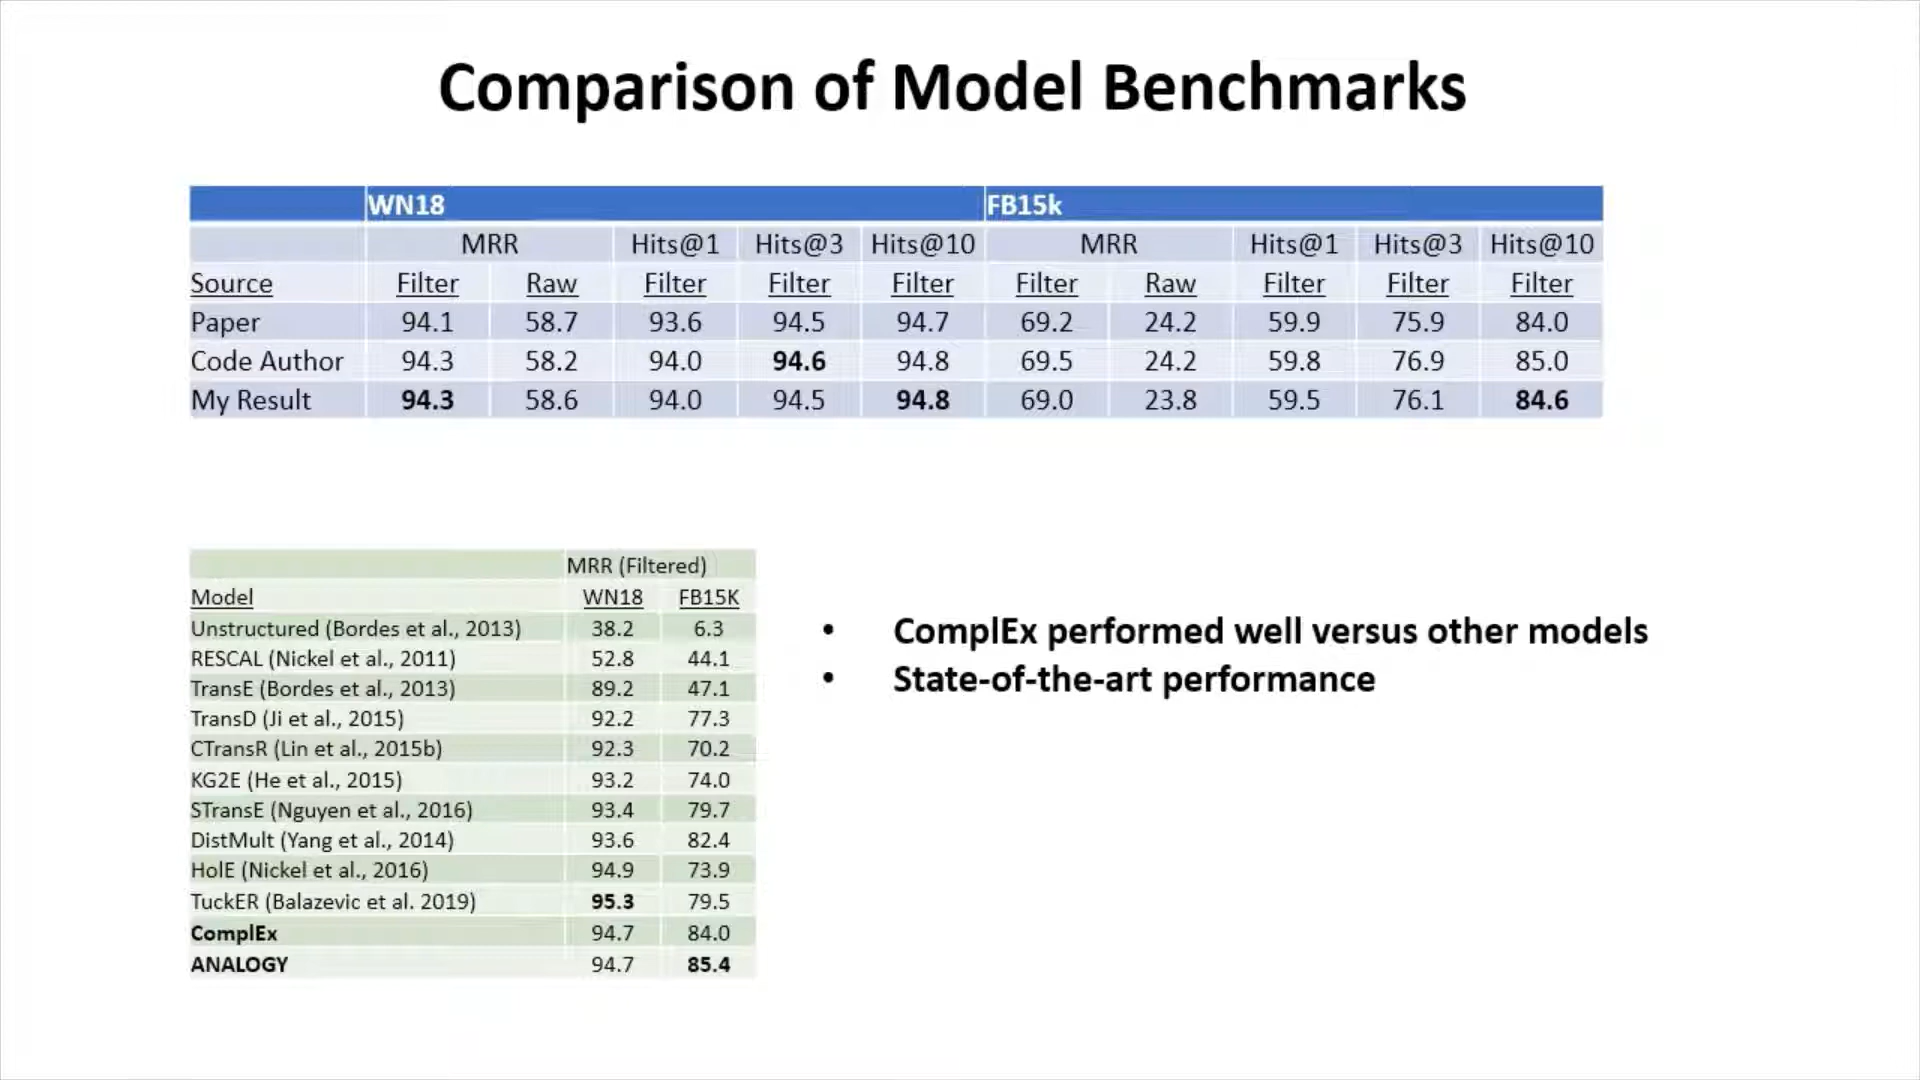 Comparison of Model Benchmarks
WN18 FB15k
MRR Hits@1 Hits@3 Hits@10 MRR Hits@1 Hits@3 Hits@10
Source Filter Raw Filter Filter Filter Filter Raw Filter Filter Filter
Paper 94.1 58.7 93.6 94.5 94.7 69.2 24.2 59.9 75.9 84.0
Code Author 94.3 58.2 94.0 94.6 94.8 69.5 24.2 59.8 76.9 85.0
My Result 94.3 58.6 94.0 94.5 94.8 69.0 23.8 59.5 76.1 84.6
MRR (Filtered)
Model WN18 FB15K
Unstructured (Bordes et al., 2013) 38.2 6.3
RESCAL (Nickel et al., 2011) 52.8 44.1
TransE (Bordes et al., 2013) 89.2 47.1
TransD (Ji et al., 2015) 92.2 77.3
CTransR (Lin et al., 2015b) 92.3 70.2
KG2E (He et al., 2015) 93.2 74.0
STransE (Nguyen et al., 2016) 93.4 79.7
DistMult (Yang et al., 2014) 93.6 82.4
HolE (Nickel et al., 2016) 94.9 73.9
TuckER (Balazevic et al. 2019) 95.3 79.5
ComplEx 94.7 84.0
ANALOGY 94.7 85.4
• ComplEx performed well versus other models
• State-of-the-art performance